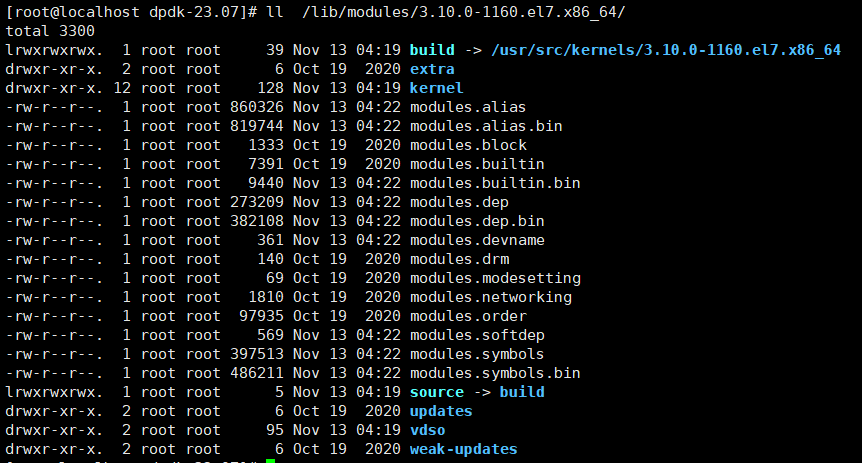 [root@localhost dpdk-23.07]# ll  /lib/modules/3.10.0-1160.el7.x86_64/
total 3300
lrwxrwxrwx.  1 root root     39 Nov 13 04:19 build -> /usr/src/kernels/3.10.0-1160.el7.x86_64
drwxr-xr-x.  2 root root      6 Oct 19  2020 extra
drwxr-xr-x. 12 root root    128 Nov 13 04:19 kernel
-rw-r--r--.  1 root root 860326 Nov 13 04:22 modules.alias
-rw-r--r--.  1 root root 819744 Nov 13 04:22 modules.alias.bin
-rw-r--r--.  1 root root   1333 Oct 19  2020 modules.block
-rw-r--r--.  1 root root   7391 Oct 19  2020 modules.builtin
-rw-r--r--.  1 root root   9440 Nov 13 04:22 modules.builtin.bin
-rw-r--r--.  1 root root 273209 Nov 13 04:22 modules.dep
-rw-r--r--.  1 root root 382108 Nov 13 04:22 modules.dep.bin
-rw-r--r--.  1 root root    361 Nov 13 04:22 modules.devname
-rw-r--r--.  1 root root    140 Oct 19  2020 modules.drm
-rw-r--r--.  1 root root     69 Oct 19  2020 modules.modesetting
-rw-r--r--.  1 root root   1810 Oct 19  2020 modules.networking
-rw-r--r--.  1 root root  97935 Oct 19  2020 modules.order
-rw-r--r--.  1 root root    569 Nov 13 04:22 modules.softdep
-rw-r--r--.  1 root root 397513 Nov 13 04:22 modules.symbols
-rw-r--r--.  1 root root 486211 Nov 13 04:22 modules.symbols.bin
lrwxrwxrwx.  1 root root      5 Nov 13 04:19 source -> build
drwxr-xr-x.  2 root root      6 Oct 19  2020 updates
drwxr-xr-x.  2 root root     95 Nov 13 04:19 vdso
drwxr-xr-x.  2 root root      6 Oct 19  2020 weak-updates